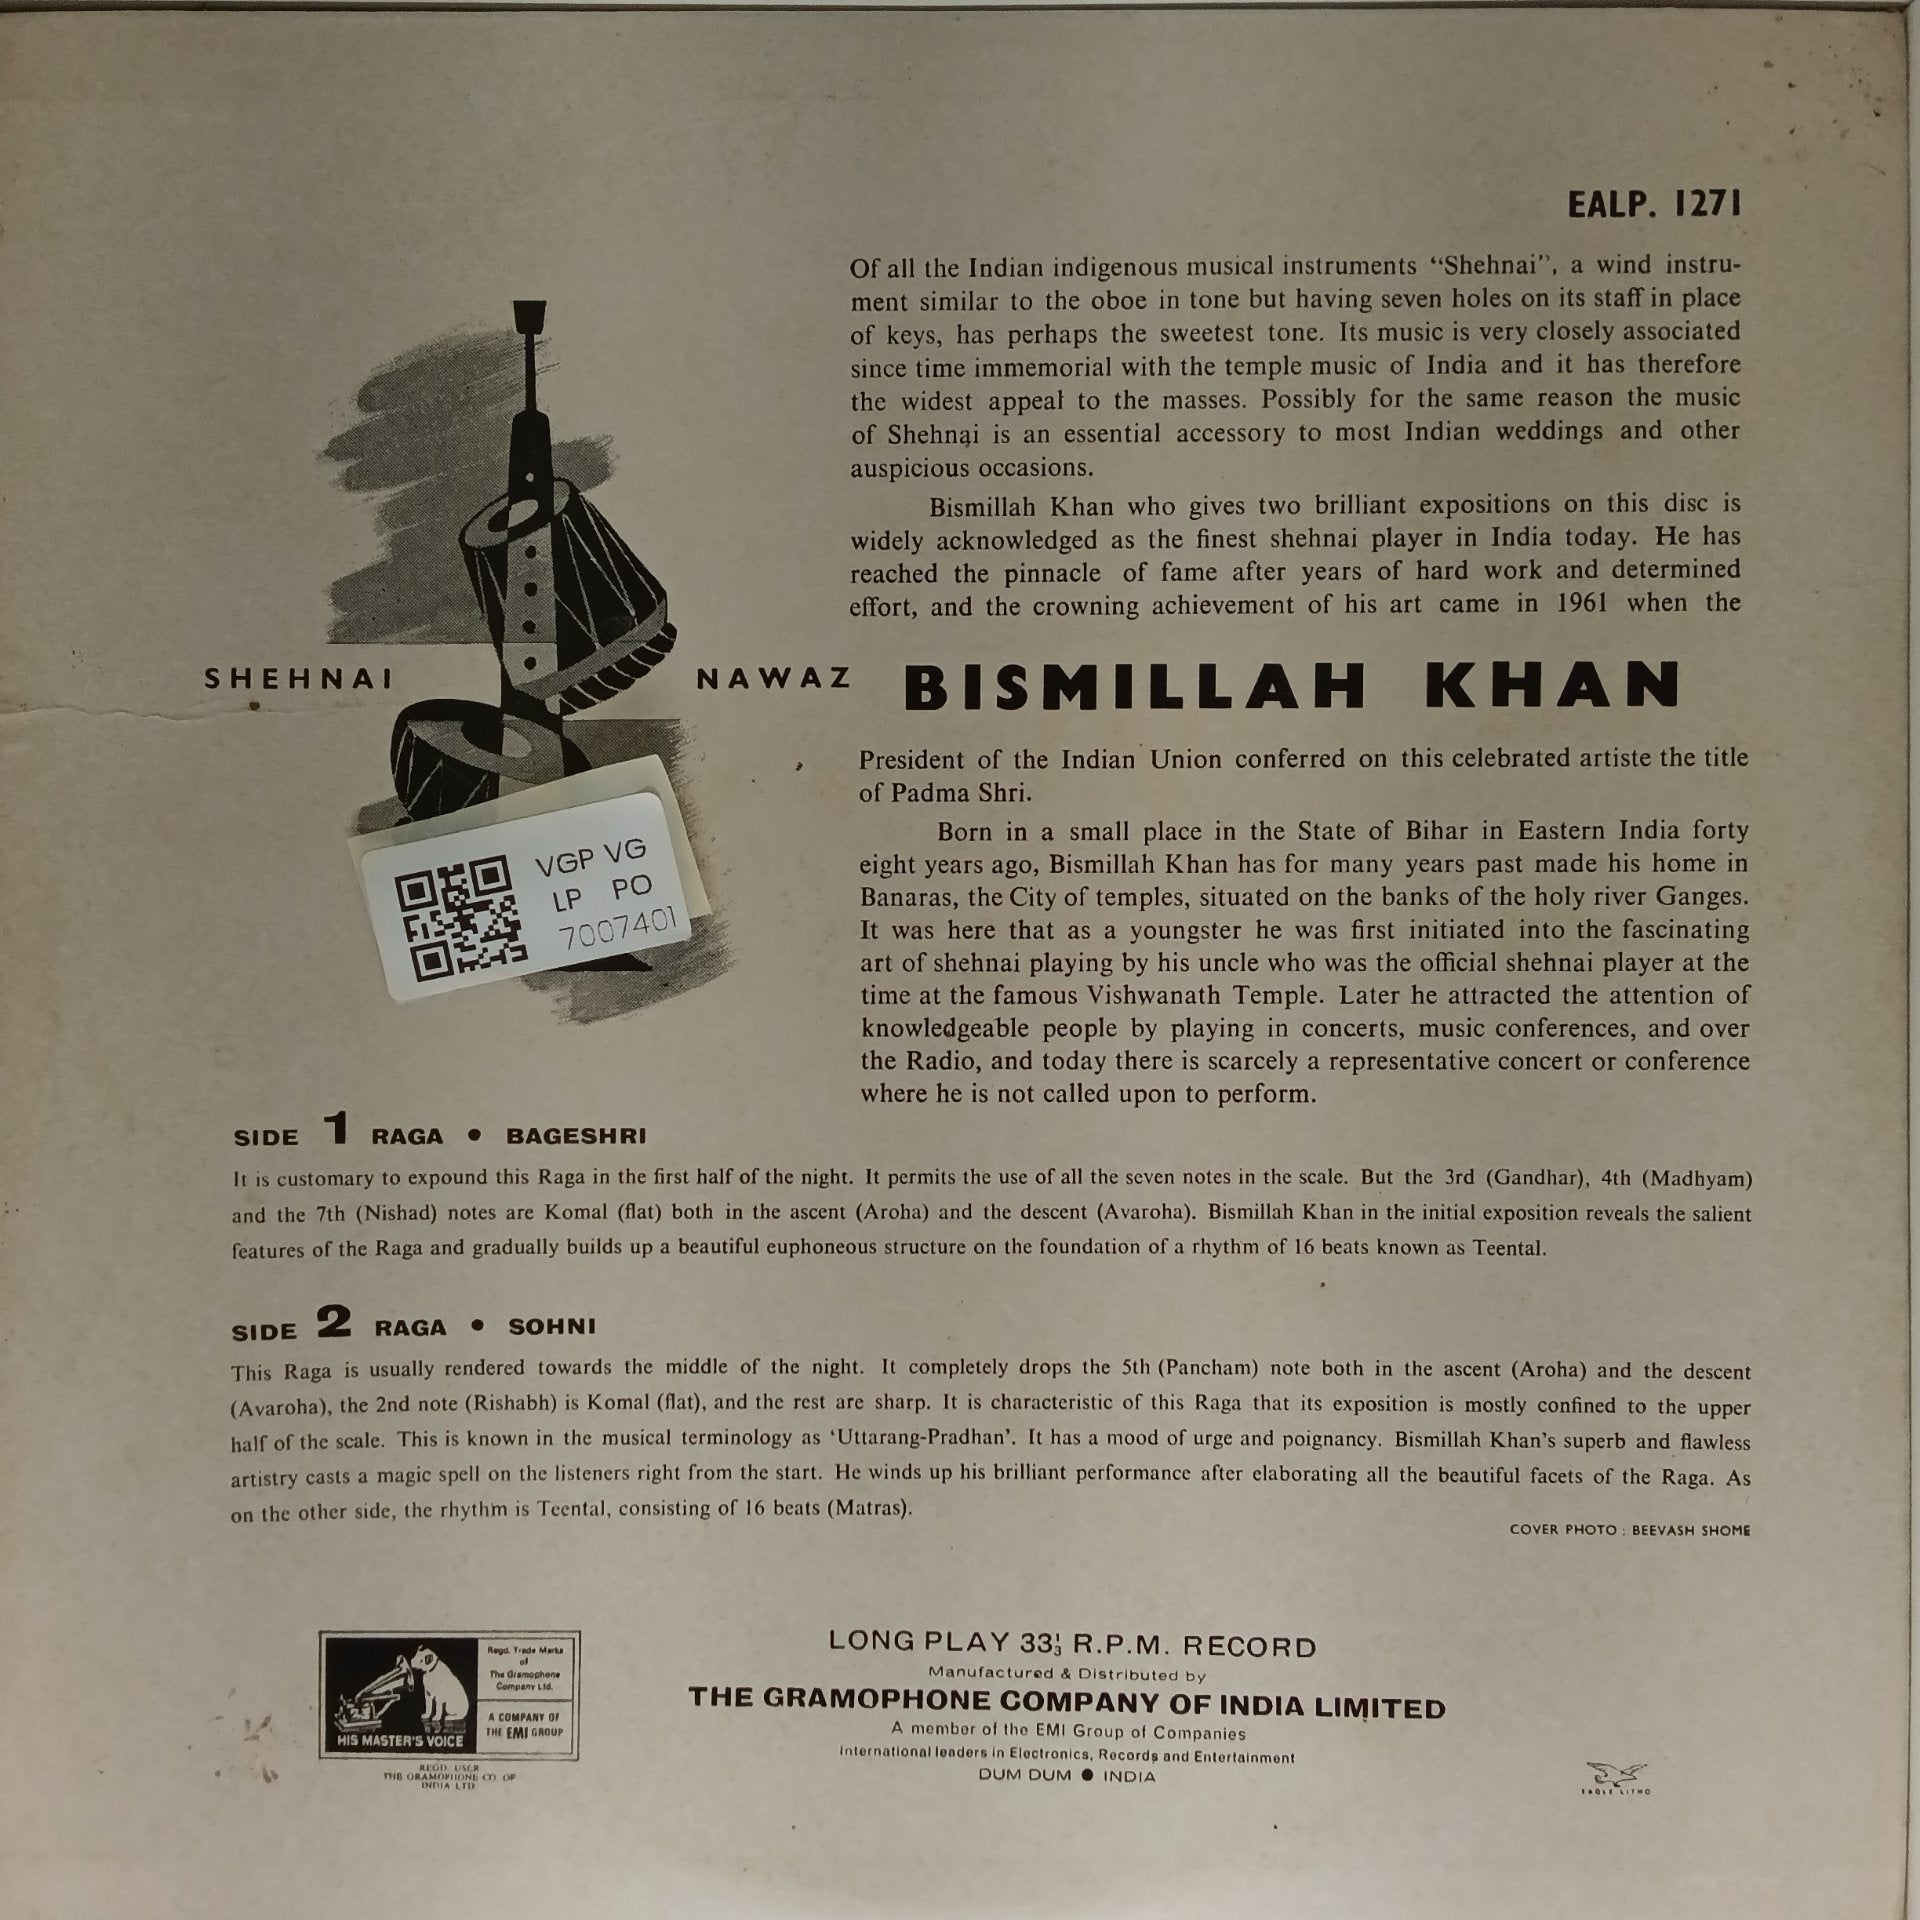 EALP. 1271
Of all the Indian indigenous musical instruments “Shehnai”, a wind instru-
ment similar to the oboe in tone but having seven holes on its staff in place
of keys, has perhaps the sweetest tone. Its music is very closely associated
since time immemorial with the temple music of India and it has therefore
the widest appeal to the masses. Possibly for the same reason the music
of Shehnai is an essential accessory to most Indian weddings and other
auspicious occasions.
Bismillah Khan who gives two brilliant expositions on this disc is
widely acknowledged as the finest shehnai player in India today. He has
reached the pinnacle of fame after years of hard work and determined
effort, and the crowning achievement of his art came in 1961 when the
SHEHNAI NAWAZ BISMILLAH KHAN
President of the Indian Union conferred on this celebrated artiste the title
of Padma Shri.
Born in a small place in the State of Bihar in Eastern India forty
eight years ago, Bismillah Khan has for many years past made his home in
Banaras, the City of temples, situated on the banks of the holy river Ganges.
It was here that as a youngster he was first initiated into the fascinating
art of shehnai playing by his uncle who was the official shehnai player at the
time at the famous Vishwanath Temple. Later he attracted the attention of
knowledgeable people by playing in concerts, music conferences, and over
the Radio, and today there is scarcely a representative concert or conference
where he is not called upon to perform.
VGP VG
LP PO
7007401
SIDE 1 RAGA • BAGESHRI
It is customary to expound this Raga in the first half of the night. It permits the use of all the seven notes in the scale. But the 3rd (Gandhar), 4th (Madhyam)
and the 7th (Nishad) notes are Komal (flat) both in the ascent (Aroha) and the descent (Avaroha). Bismillah Khan in the initial exposition reveals the salient
features of the Raga and gradually builds up a beautiful euphoneous structure on the foundation of a rhythm of 16 beats known as Teental.
SIDE 2 RAGA • SOHNI
This Raga is usually rendered towards the middle of the night. It completely drops the 5th (Pancham) note both in the ascent (Aroha) and the descent
(Avaroha), the 2nd note (Rishabh) is Komal (flat), and the rest are sharp. It is characteristic of this Raga that its exposition is mostly confined to the upper
half of the scale. This is known in the musical terminology as ‘Uttarang-Pradhan’. It has a mood of urge and poignancy. Bismillah Khan’s superb and flawless
artistry casts a magic spell on the listeners right from the start. He winds up his brilliant performance after elaborating all the beautiful facets of the Raga. As
on the other side, the rhythm is Teental, consisting of 16 beats (Matras).
COVER PHOTO : BEEVASH SHOME
HIS MASTER'S VOICE
Regd. Trade Marks
of
The Gramophone
Company Ltd.
A COMPANY OF
THE EMI GROUP
REGD. USER
THE GRAMOPHONE CO. OF
INDIA LTD.
LONG PLAY 33⅓ R.P.M. RECORD
Manufactured & Distributed by
THE GRAMOPHONE COMPANY OF INDIA LIMITED
A member of the EMI Group of Companies
International leaders in Electronics, Records and Entertainment
DUM DUM ● INDIA
EAGLE LITHO